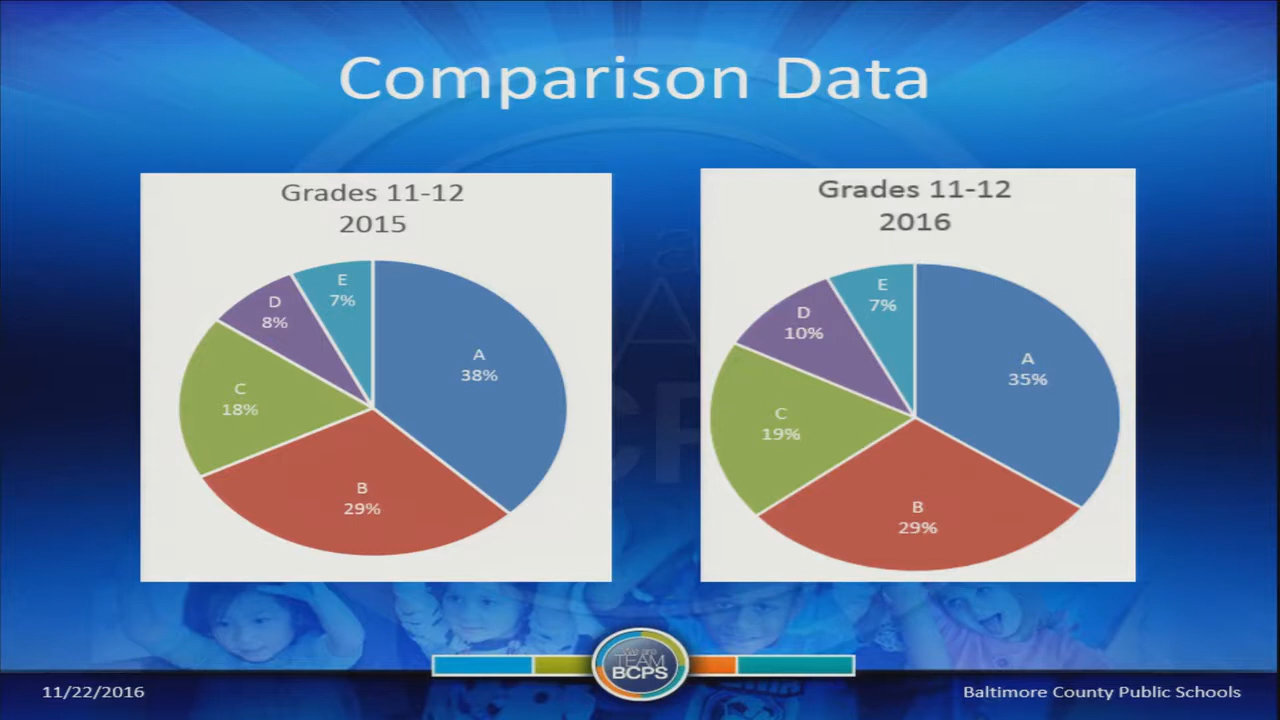 Comparison Data
Grades 11-12
2015
E
7%
D
8%
A
38%
C
18%
B
29%
Grades 11-12
2016
E
7%
D
10%
A
35%
C
19%
B
29%
TEAM
BCPS
11/22/2016
Baltimore County Public Schools